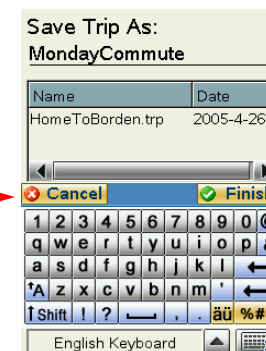 Save Trip As:
MondayCommute
Name Date
HomeToBorden.trp 2005-4-26
Cancel Finish
1 2 3 4 5 6 7 8 9 0 @
q w e r t y u i o p
a s d f g h j k l ←
↑A z x c v b n m ' ←
↑Shift ! ? , . äü %#
English Keyboard